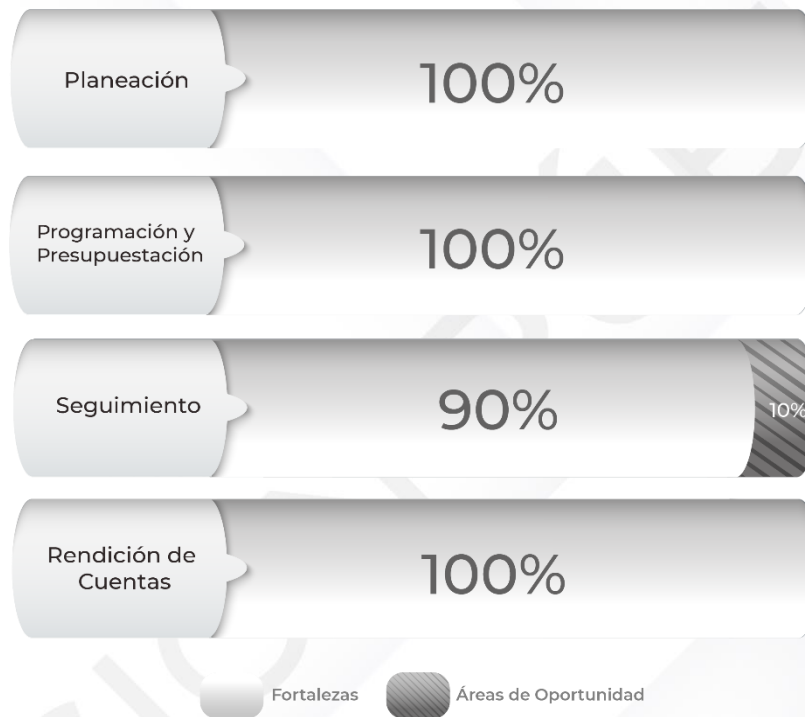 Planeación
100%
Programación y
Presupuestación
100%
Seguimiento
90%
10%
Rendición de
Cuentas
100%
Fortalezas
Áreas de Oportunidad